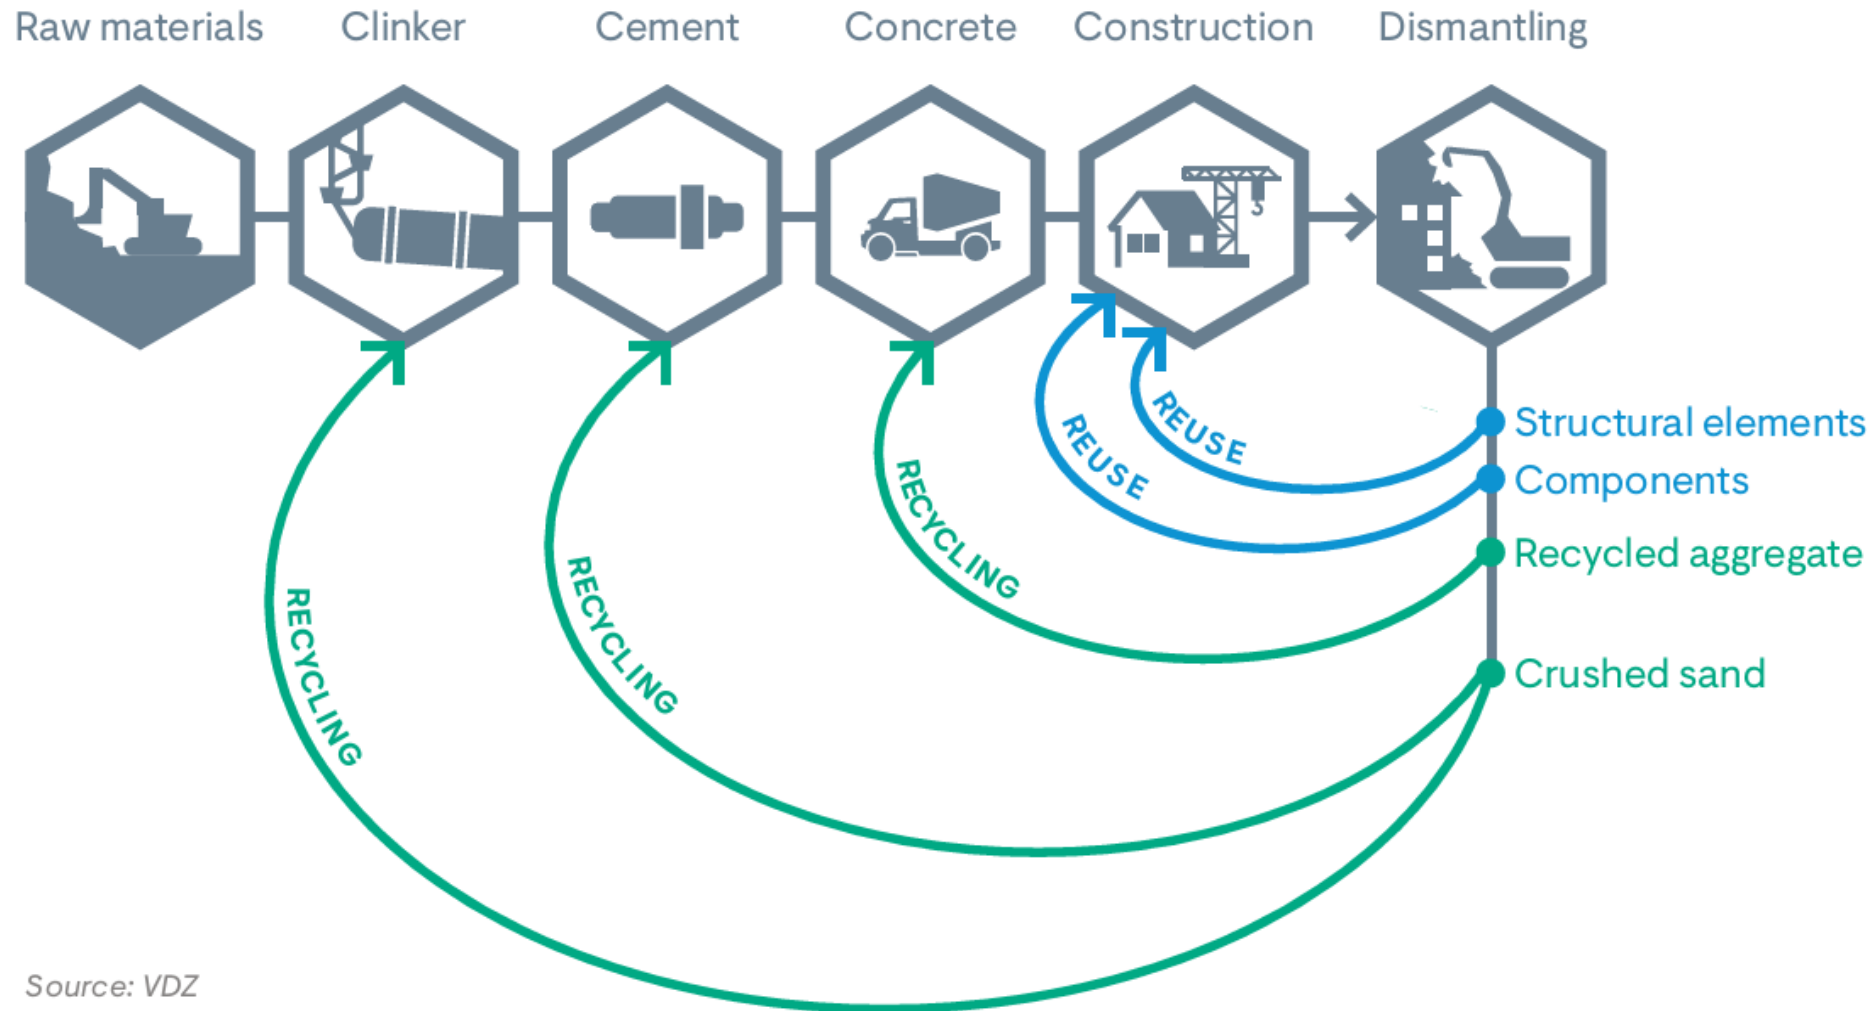 Raw materials
Clinker
Cement
Concrete
Construction
Dismantling
REUSE
Structural elements
REUSE
Components
RECYCLING
Recycled aggregate
RECYCLING
Crushed sand
RECYCLING
Source: VDZ